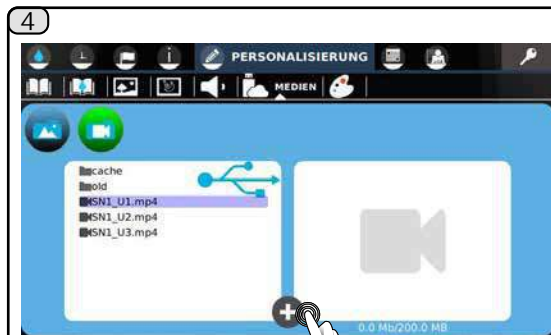 4
PERSONALISIERUNG
MEDIEN
cache
old
SN1_U1.mp4
SN1_U2.mp4
SN1_U3.mp4
0.0 Mb/200.0 MB